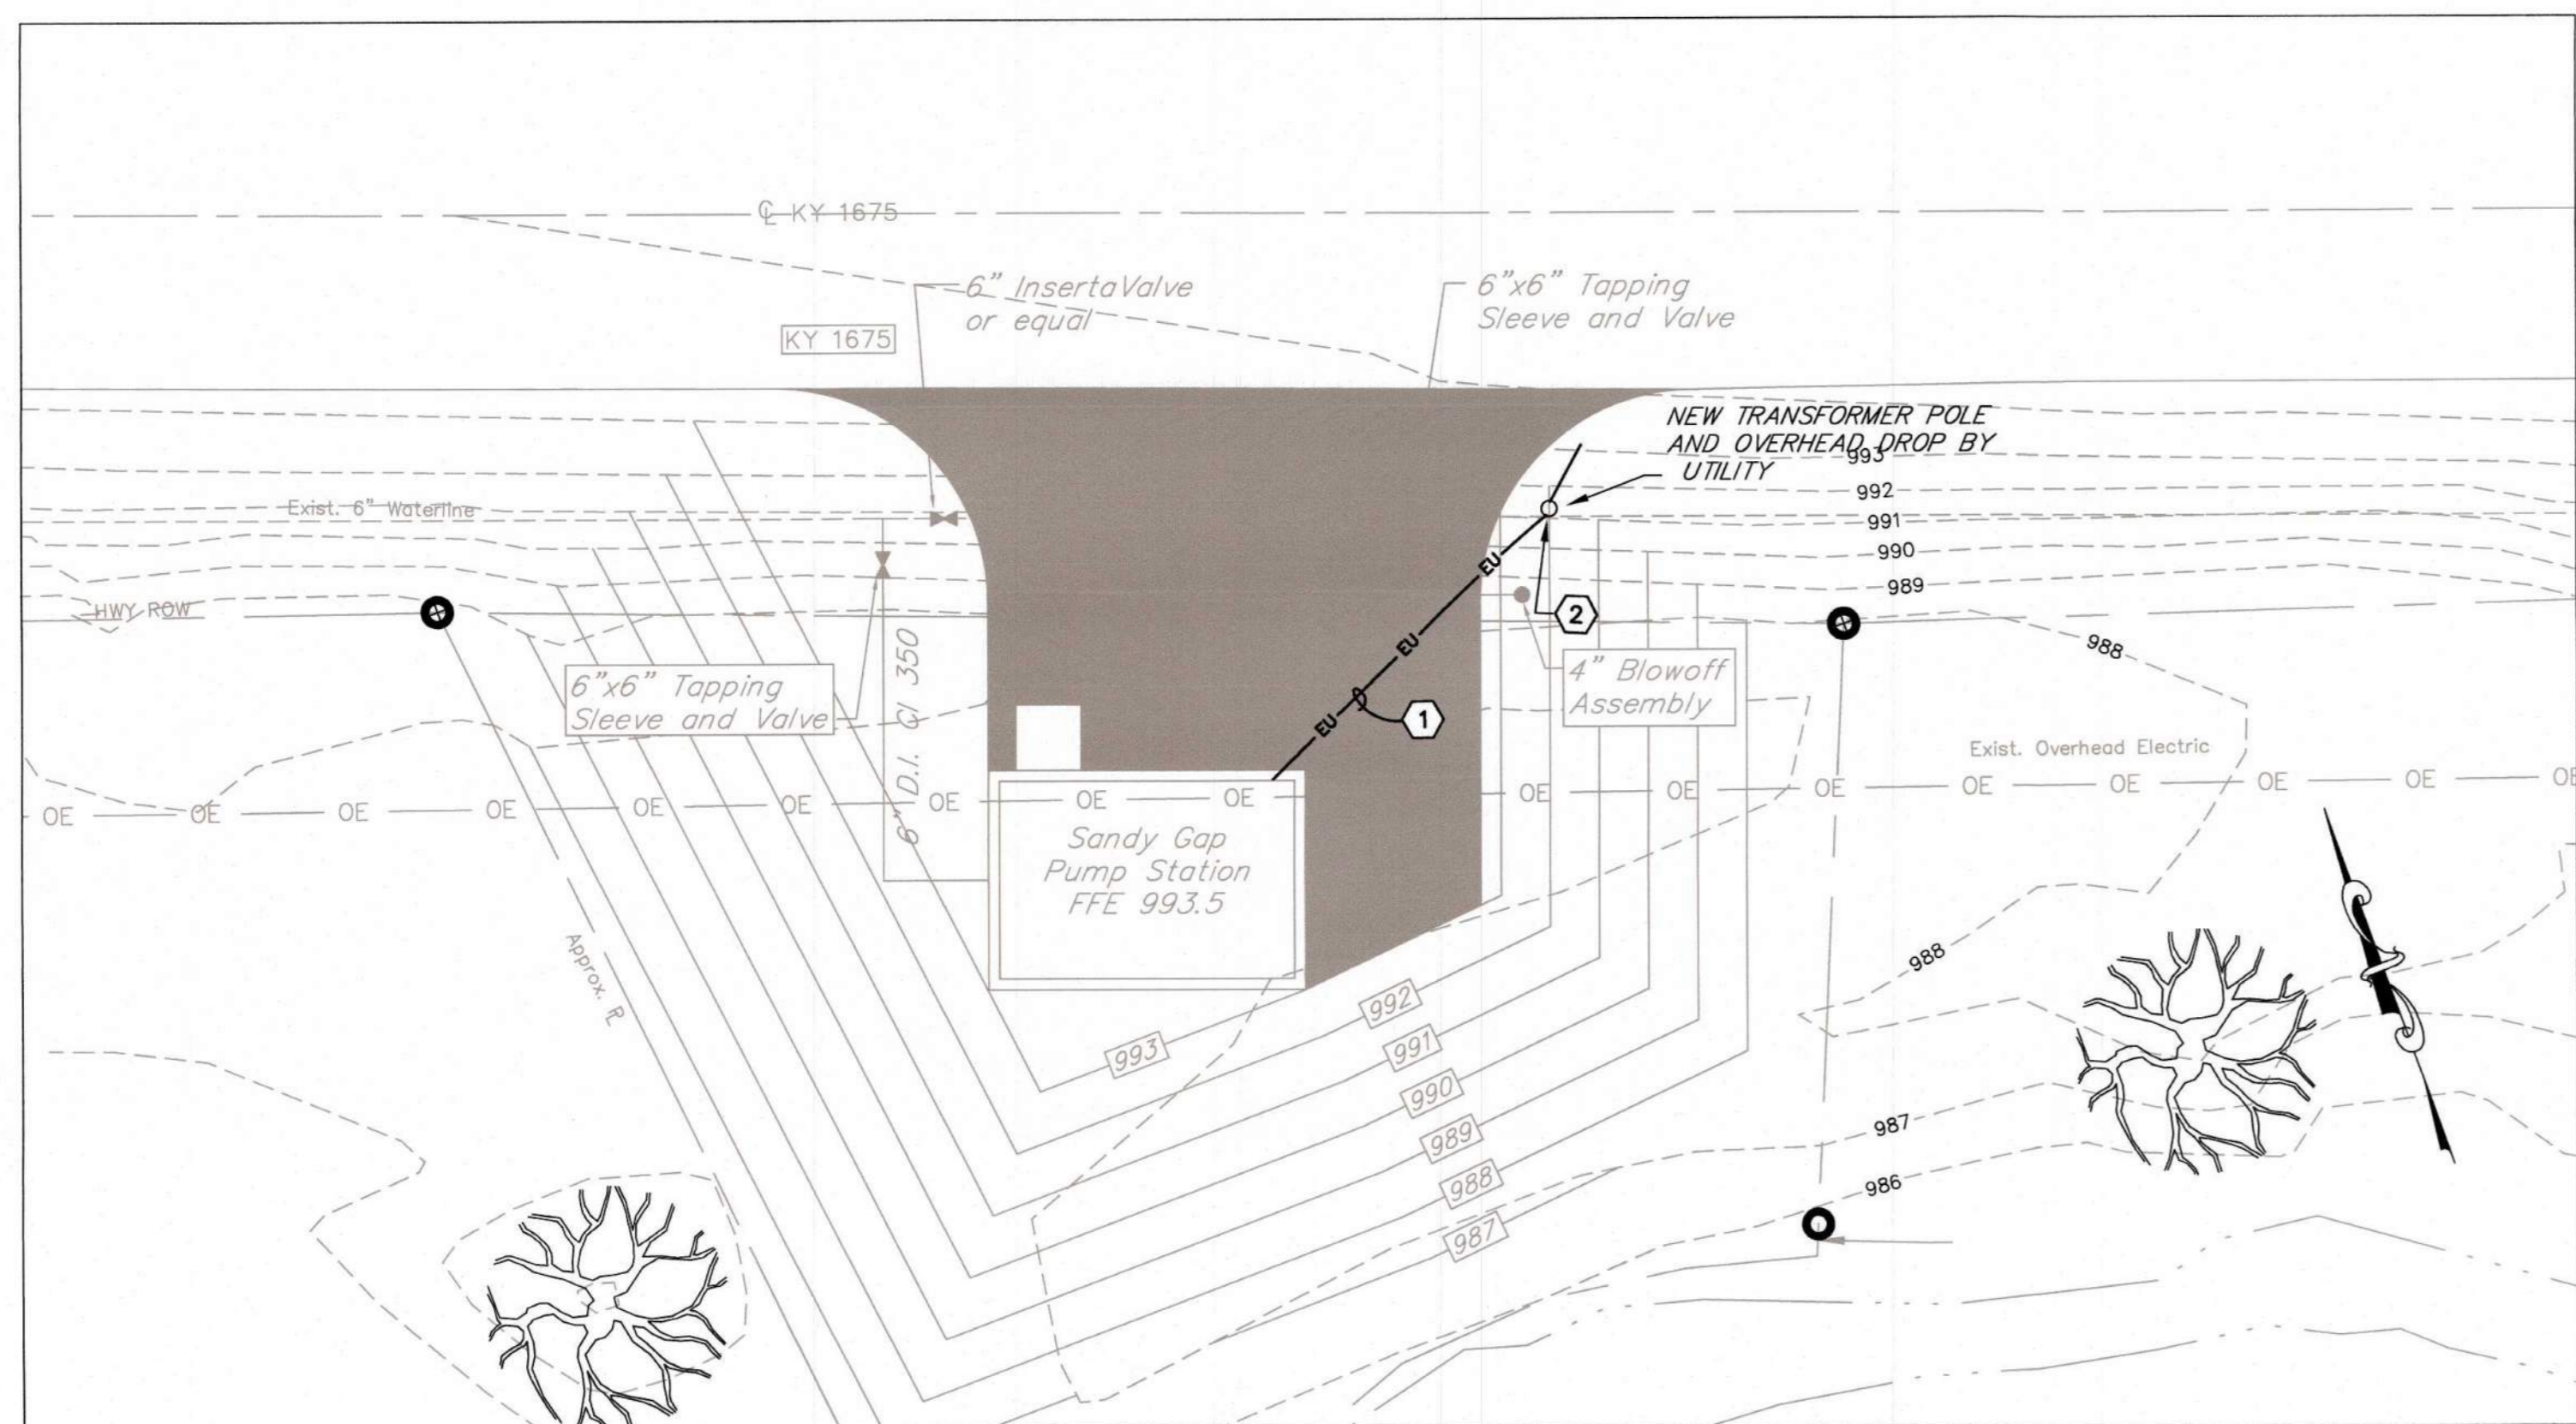 ℄ KY 1675
6" InsertaValve
or equal
6"x6" Tapping
Sleeve and Valve
KY 1675
NEW TRANSFORMER POLE
AND OVERHEAD DROP BY
UTILITY
993
992
991
990
989
Exist. 6" Waterline
HWY ROW
EU
EU
EU
2
1
6"x6" Tapping
Sleeve and Valve
6" D.I. Cl 350
4" Blowoff
Assembly
988
Exist. Overhead Electric
OE OE OE OE OE OE OE OE OE OE OE OE OE OE OE OE OE OE
Sandy Gap
Pump Station
FFE 993.5
Approx. ⅊
988
993
992
991
990
989
988
987
987
986